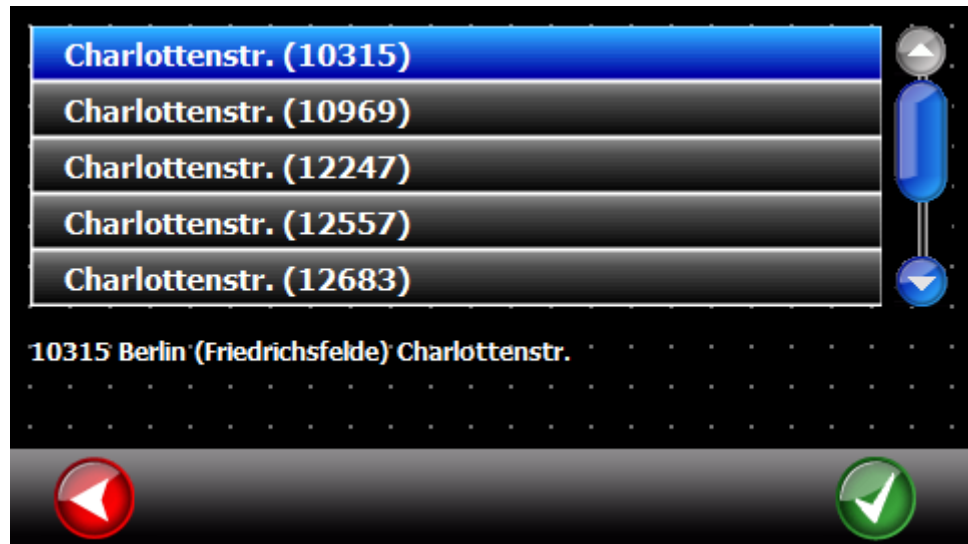 Charlottenstr. (10315)
Charlottenstr. (10969)
Charlottenstr. (12247)
Charlottenstr. (12557)
Charlottenstr. (12683)
10315 Berlin (Friedrichsfelde) Charlottenstr.